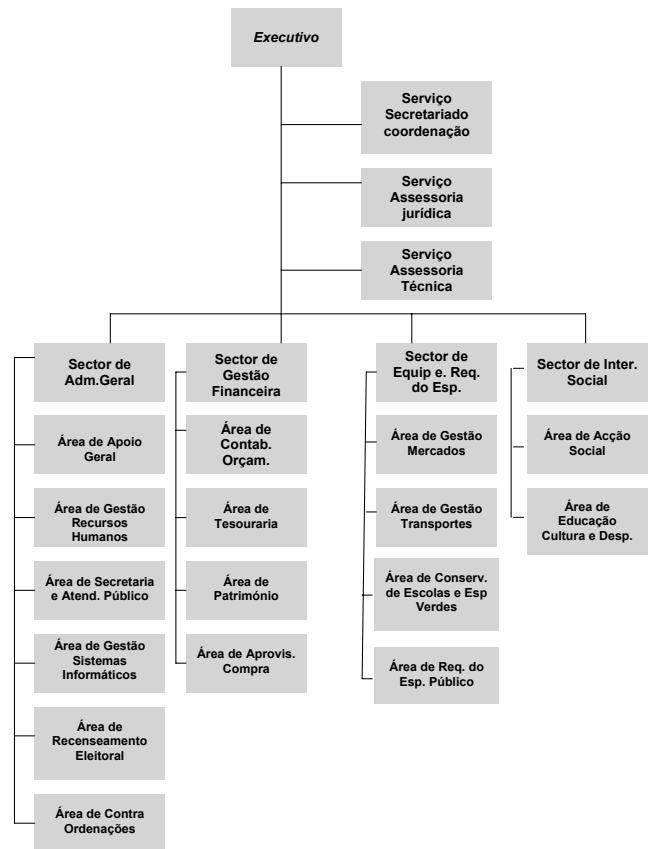 Executivo
Serviço
Secretariado
coordenação
Serviço
Assessoria
jurídica
Serviço
Assessoria
Técnica
Sector de
Adm.Geral
Área de Apoio
Geral
Área de Gestão
Recursos
Humanos
Área de Secretaria
e Atend. Público
Área de Gestão
Sistemas
Informáticos
Área de
Recenseamento
Eleitoral
Área de Contra
Ordenações
Sector de
Gestão
Financeira
Área de
Contab.
Orçam.
Área de
Tesouraria
Área de
Património
Área de Aprovis.
Compra
Sector de
Equip e. Req.
do Esp.
Área de Gestão
Mercados
Área de Gestão
Transportes
Área de Conserv.
de Escolas e Esp
Verdes
Área de Req. do
Esp. Público
Sector de Inter.
Social
Área de Acção
Social
Área de
Educação
Cultura e Desp.